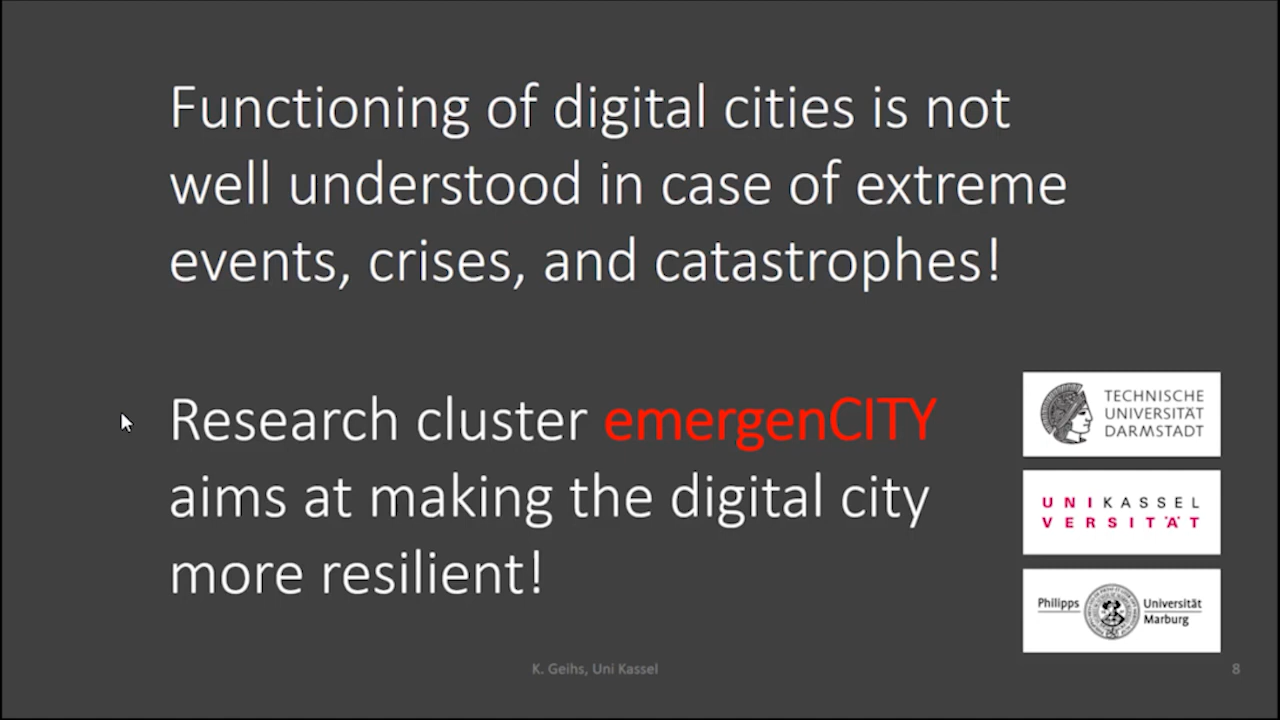 Functioning of digital cities is not
well understood in case of extreme
events, crises, and catastrophes!
Research cluster emergenCITY
aims at making the digital city
more resilient!
TECHNISCHE
UNIVERSITÄT
DARMSTADT
UNIKASSEL
VERSITÄT
Philipps Universität
Marburg
K. Geihs, Uni Kassel
8